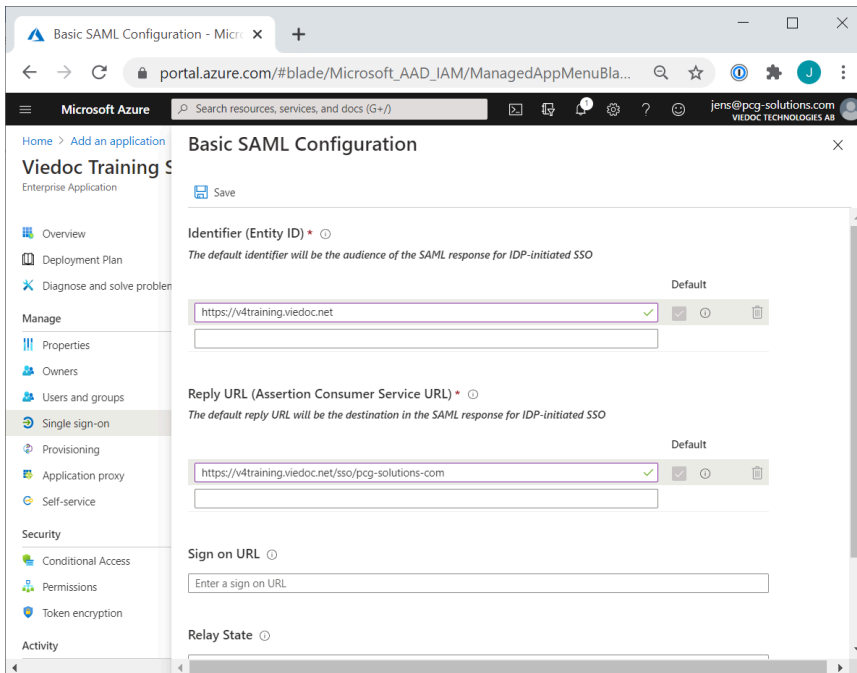 Basic SAML Configuration - Micro
portal.azure.com/#blade/Microsoft_AAD_IAM/ManagedAppMenuBla...
J
Microsoft Azure
Search resources, services, and docs (G+/)
1
jens@pcg-solutions.com
VIEDOC TECHNOLOGIES AB
Home > Add an application
Viedoc Training S
Enterprise Application
Overview
Deployment Plan
Diagnose and solve problem
Manage
Properties
Owners
Users and groups
Single sign-on
Provisioning
Application proxy
Self-service
Security
Conditional Access
Permissions
Token encryption
Activity
Basic SAML Configuration
Save
Identifier (Entity ID) *
The default identifier will be the audience of the SAML response for IDP-initiated SSO
Default
https://v4training.viedoc.net
Reply URL (Assertion Consumer Service URL) *
The default reply URL will be the destination in the SAML response for IDP-initiated SSO
Default
https://v4training.viedoc.net/sso/pcg-solutions-com
Sign on URL
Enter a sign on URL
Relay State